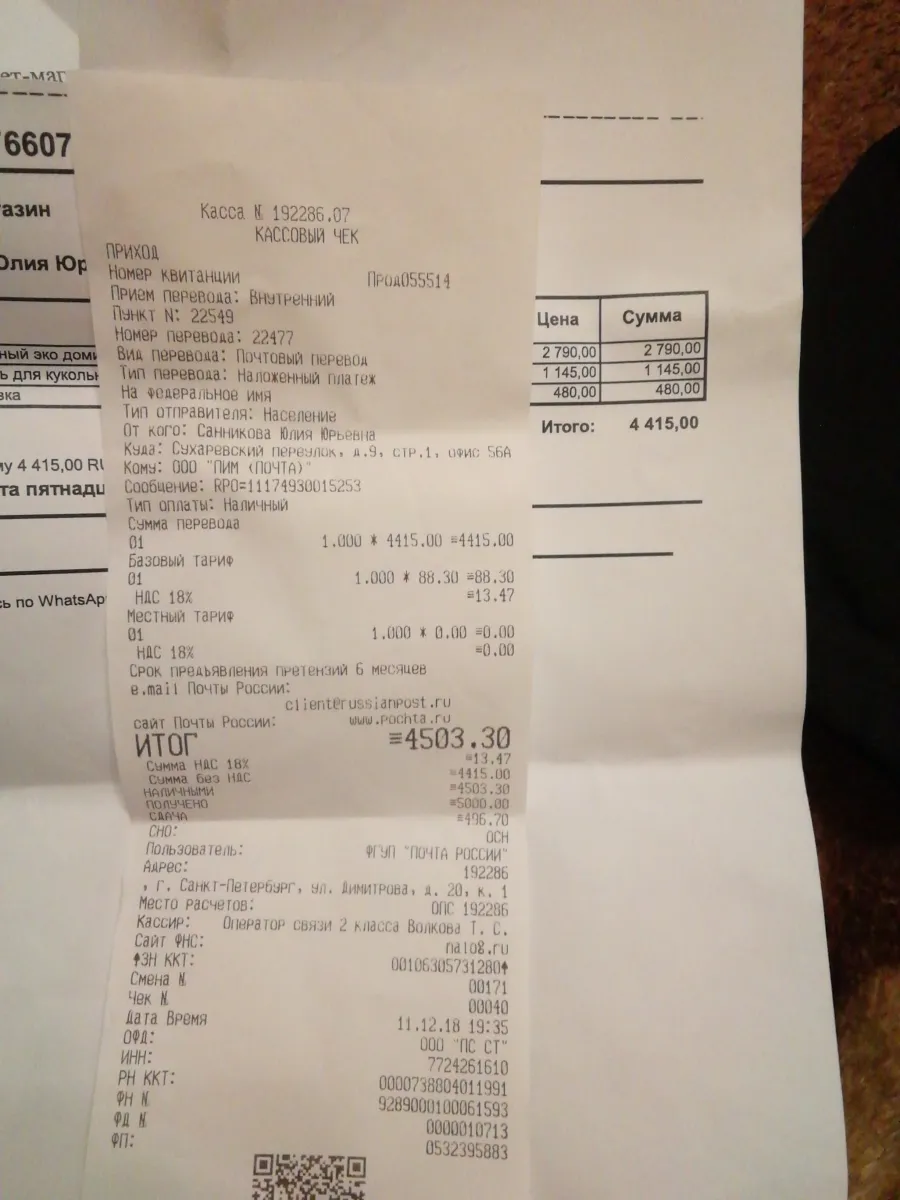 ет-маг
6607
азин
Юлия Юр
Цена Сумма
ный эко доми 2 790,00 2 790,00
ь для кукольн 1 145,00 1 145,00
вка 480,00 480,00
Итого: 4 415,00
му 4 415,00 RU
та пятнадц
сь по WhatsAp
Касса № 192286.07
КАССОВЫЙ ЧЕК
ПРИХОД
Номер квитанции Прод055514
Прием перевода: Внутренний
Пункт N: 22549
Номер перевода: 22477
Вид перевода: Почтовый перевод
Тип перевода: Наложенный платеж
На федеральное имя
Тип отправителя: Население
От кого: Санникова Юлия Юрьевна
Куда: Сухаревский переулок, д.9, стр.1, офис 56А
Кому: ООО "ПИМ (ПОЧТА)"
Сообщение: RPO=11174930015253
Тип оплаты: Наличный
Сумма перевода
01 1.000 * 4415.00 ≡4415.00
Базовый тариф
01 1.000 * 88.30 ≡88.30
НДС 18% ≡13.47
Местный тариф
01 1.000 * 0.00 ≡0.00
НДС 18% ≡0.00
Срок предъявления претензий 6 месяцев
e.mail Почты России:
client@russianpost.ru
сайт Почты России: www.pochta.ru
ИТОГ ≡4503.30
Сумма НДС 18% ≡13.47
Сумма без НДС ≡4415.00
НАЛИЧНЫМИ ≡4503.30
ПОЛУЧЕНО ≡5000.00
СДАЧА ≡496.70
СНО: ОСН
Пользователь: ФГУП "ПОЧТА РОССИИ"
Адрес: 192286
, г. Санкт-Петербург, ул. Димитрова, д. 20, к. 1
Место расчетов: ОПС 192286
Кассир: Оператор связи 2 класса Волкова Т. С.
Сайт ФНС: nalog.ru
↑ЗН ККТ: 00106305731280↑
Смена № 00171
Чек № 00040
Дата Время 11.12.18 19:35
ОФД: ООО "ПС СТ"
ИНН: 7724261610
РН ККТ: 0000738804011991
ФН № 9289000100061593
ФД № 0000010713
ФП: 0532395883